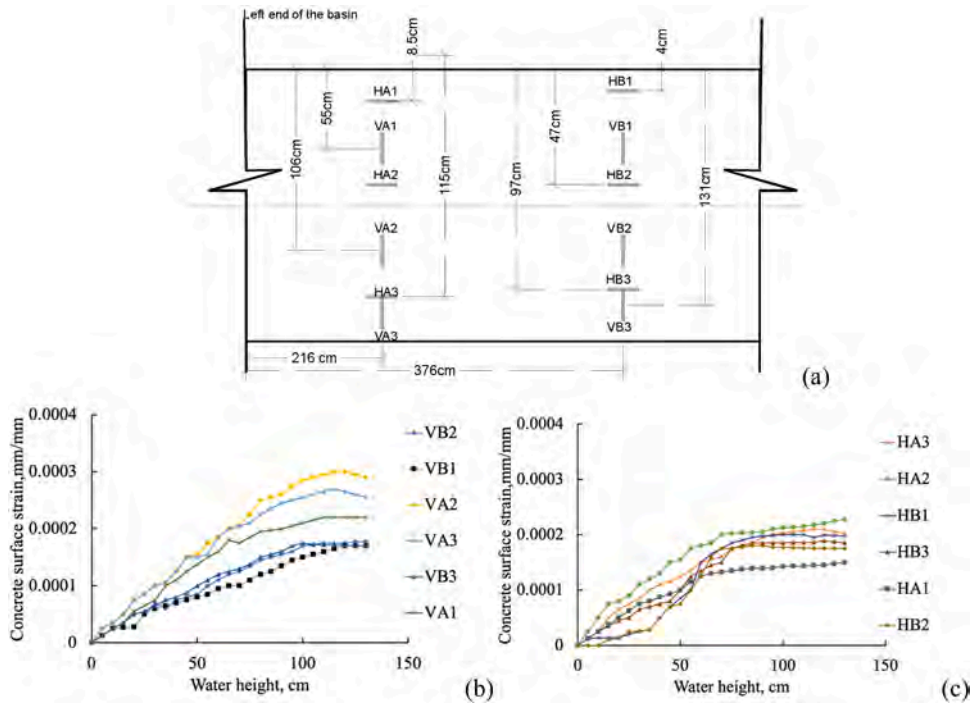 Left end of the basin
8.5cm
4cm
HA1
HB1
55cm
VA1
47cm
VB1
106cm
HA2
115cm
97cm
HB2
131cm
VA2
VB2
HA3
HB3
VA3
VB3
216 cm
376cm
(a)
Concrete surface strain,mm/mm
0.0004
0.0003
0.0002
0.0001
0
0
50
100
150
Water height, cm
VB2
VB1
VA2
VA3
VB3
VA1
(b)
Concrete surface strain,mm/mm
0.0004
0.0003
0.0002
0.0001
0
0
50
100
150
Water height, cm
HA3
HA2
HB1
HB3
HA1
HB2
(c)